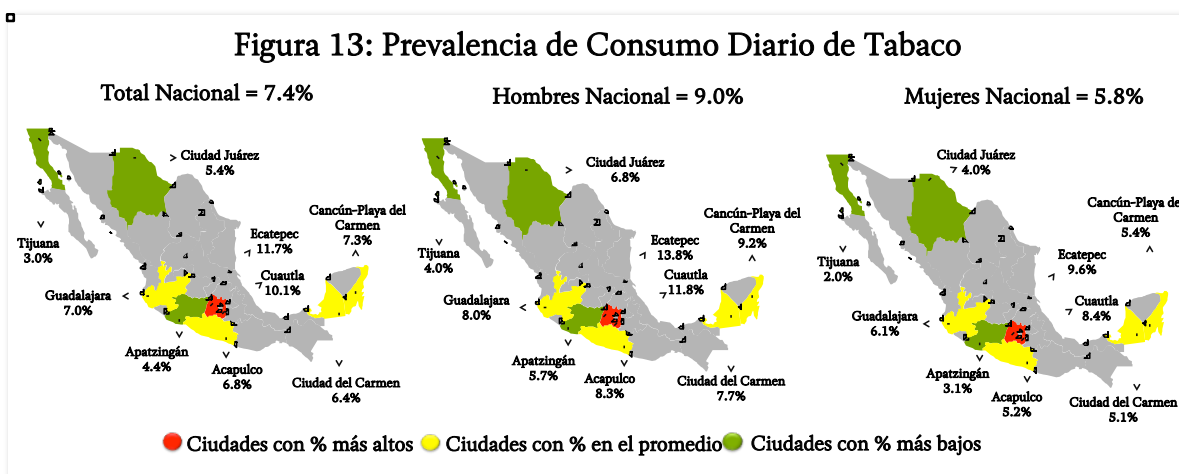 Figura 13: Prevalencia de Consumo Diario de Tabaco
Total Nacional = 7.4%
Ciudad Juárez
5.4%
Cancún-Playa del
Carmen
7.3%
Ecatepec
11.7%
Tijuana
3.0%
Cuautla
10.1%
Guadalajara
7.0%
Apatzingán
4.4%
Acapulco
6.8%
Ciudad del Carmen
6.4%
Hombres Nacional = 9.0%
Ciudad Juárez
6.8%
Cancún-Playa del
Carmen
9.2%
Ecatepec
13.8%
Tijuana
4.0%
Cuautla
11.8%
Guadalajara
8.0%
Apatzingán
5.7%
Acapulco
8.3%
Ciudad del Carmen
7.7%
Mujeres Nacional = 5.8%
Ciudad Juárez
4.0%
Cancún-Playa del
Carmen
5.4%
Ecatepec
9.6%
Tijuana
2.0%
Cuautla
8.4%
Guadalajara
6.1%
Apatzingán
3.1%
Acapulco
5.2%
Ciudad del Carmen
5.1%
Ciudades con % más altos
Ciudades con % en el promedio
Ciudades con % más bajos